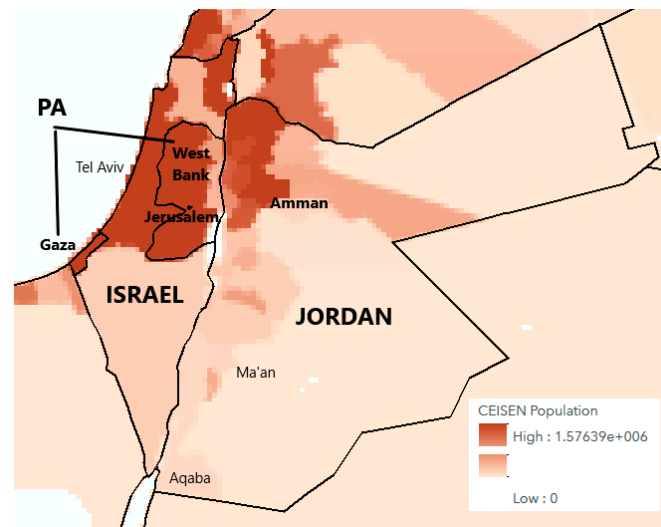 PA
West
Bank
Tel Aviv
Jerusalem
Amman
Gaza
ISRAEL
JORDAN
Ma'an
Aqaba
CEISEN Population
High : 1.57639e+006
Low : 0